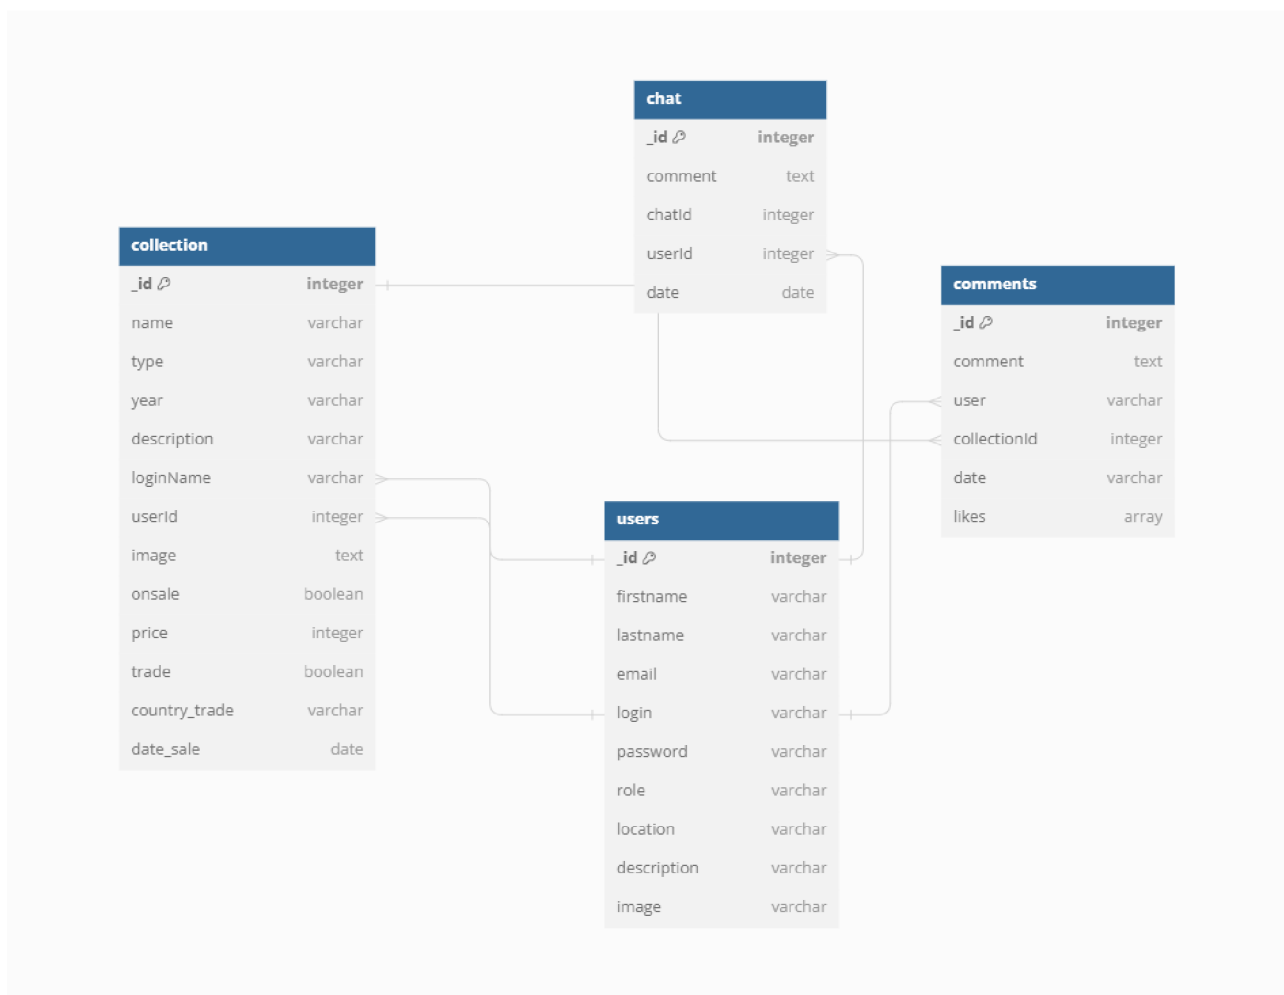 chat
_id integer
comment text
chatId integer
userId integer
date date
collection
_id integer
name varchar
type varchar
year varchar
description varchar
loginName varchar
userId integer
image text
onsale boolean
price integer
trade boolean
country_trade varchar
date_sale date
comments
_id integer
comment text
user varchar
collectionId integer
date varchar
likes array
users
_id integer
firstname varchar
lastname varchar
email varchar
login varchar
password varchar
role varchar
location varchar
description varchar
image varchar